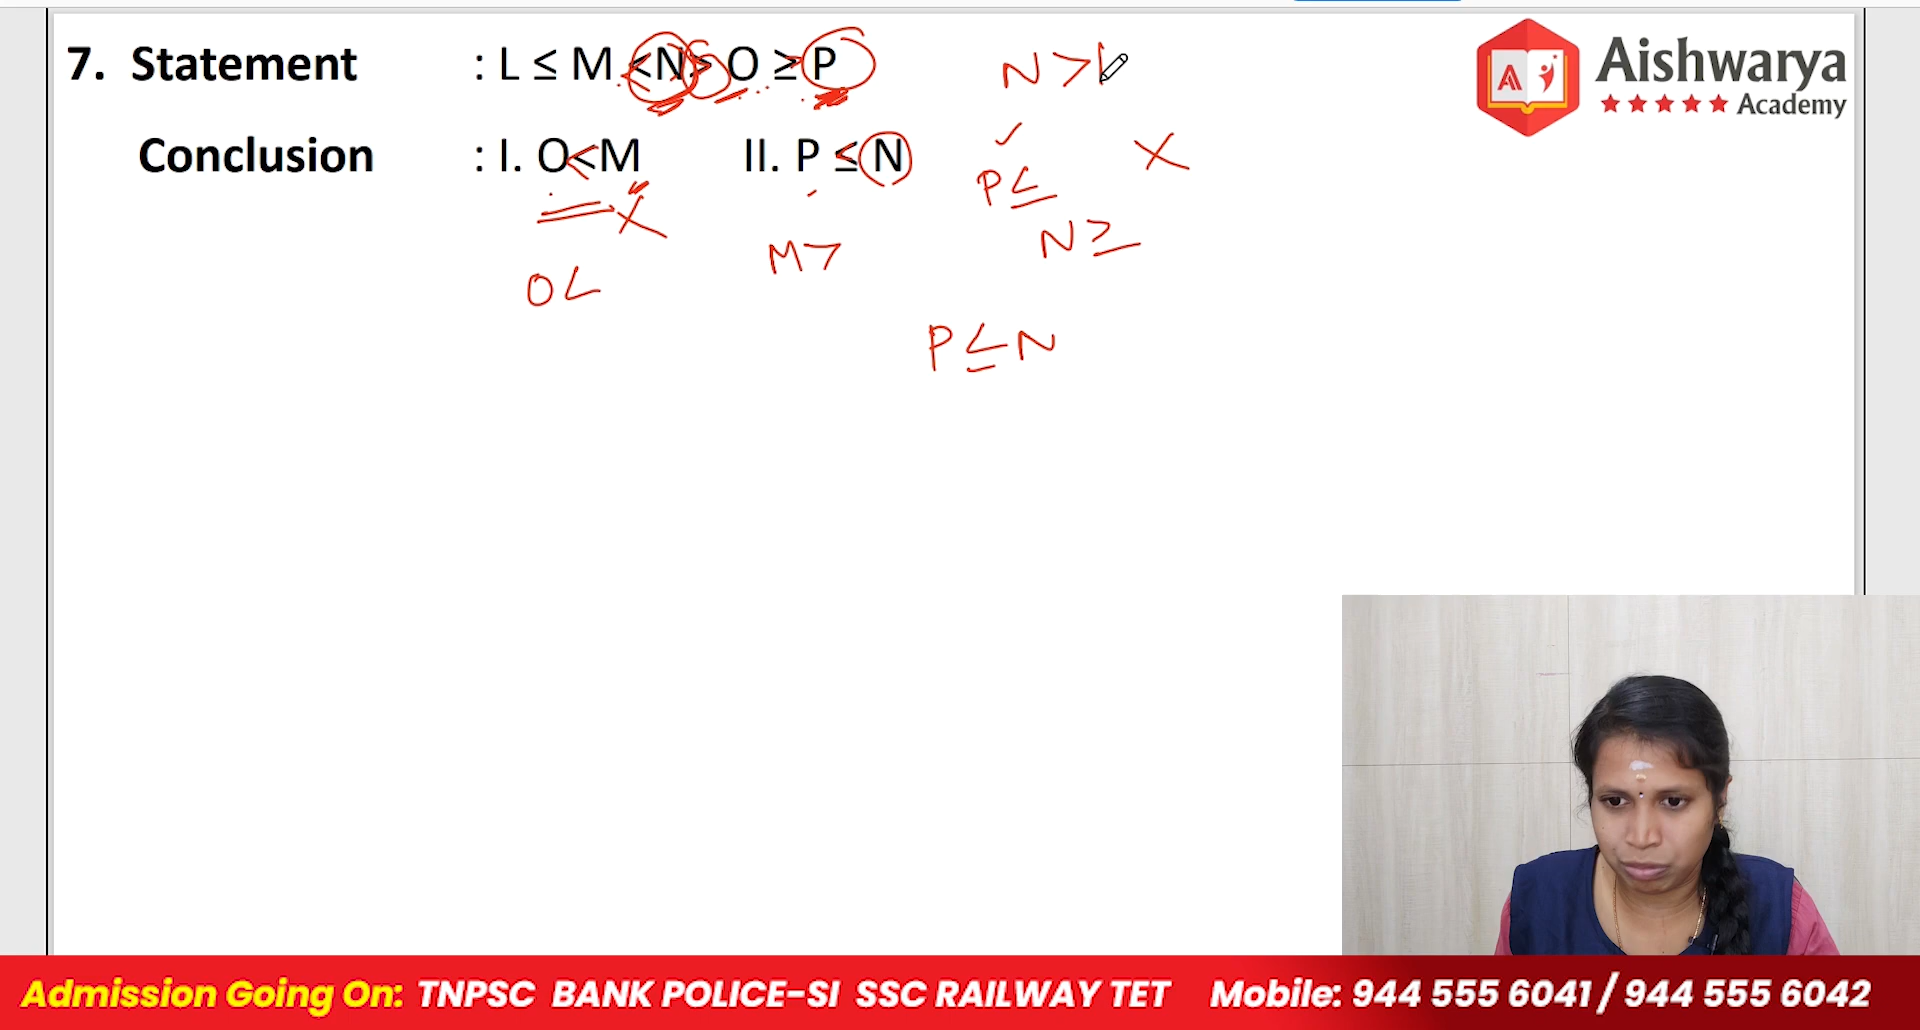 7. Statement : L ≤ M < N > O ≥ P N >
Conclusion : I. O<M II. P ≤ N
P ≤
N ≥
M >
O <
P ≤ N
Aishwarya
Academy
Admission Going On: TNPSC BANK POLICE-SI SSC RAILWAY TET Mobile: 944 555 6041 / 944 555 6042